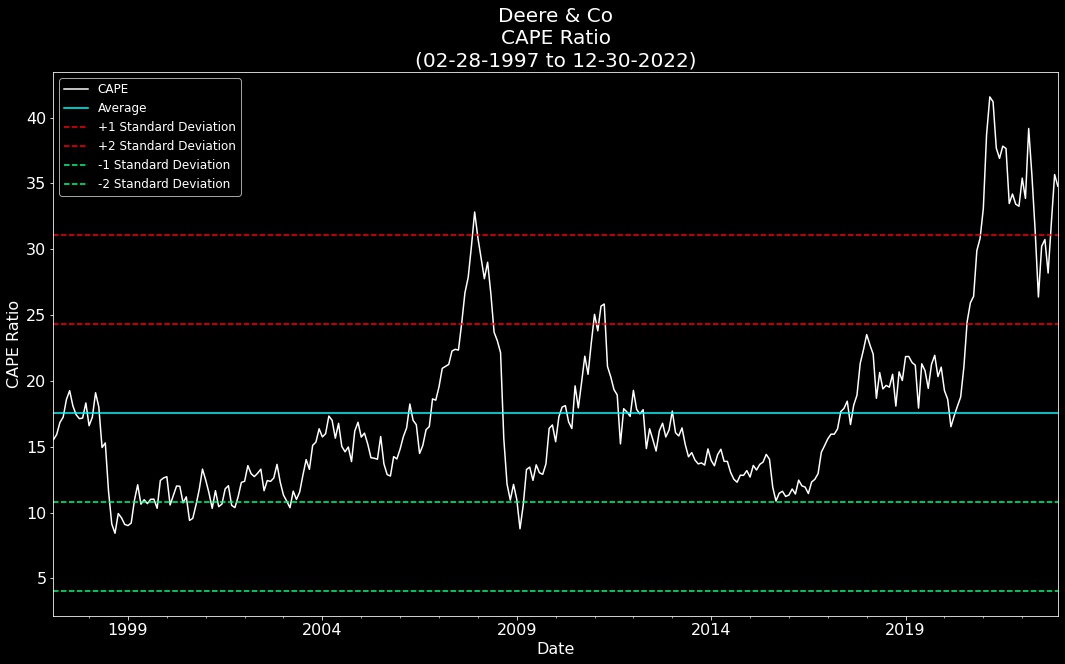 Deere & Co
CAPE Ratio
(02-28-1997 to 12-30-2022)
CAPE
Average
+1 Standard Deviation
+2 Standard Deviation
-1 Standard Deviation
-2 Standard Deviation
CAPE Ratio
40
35
30
25
20
15
10
5
1999 2004 2009 2014 2019
Date